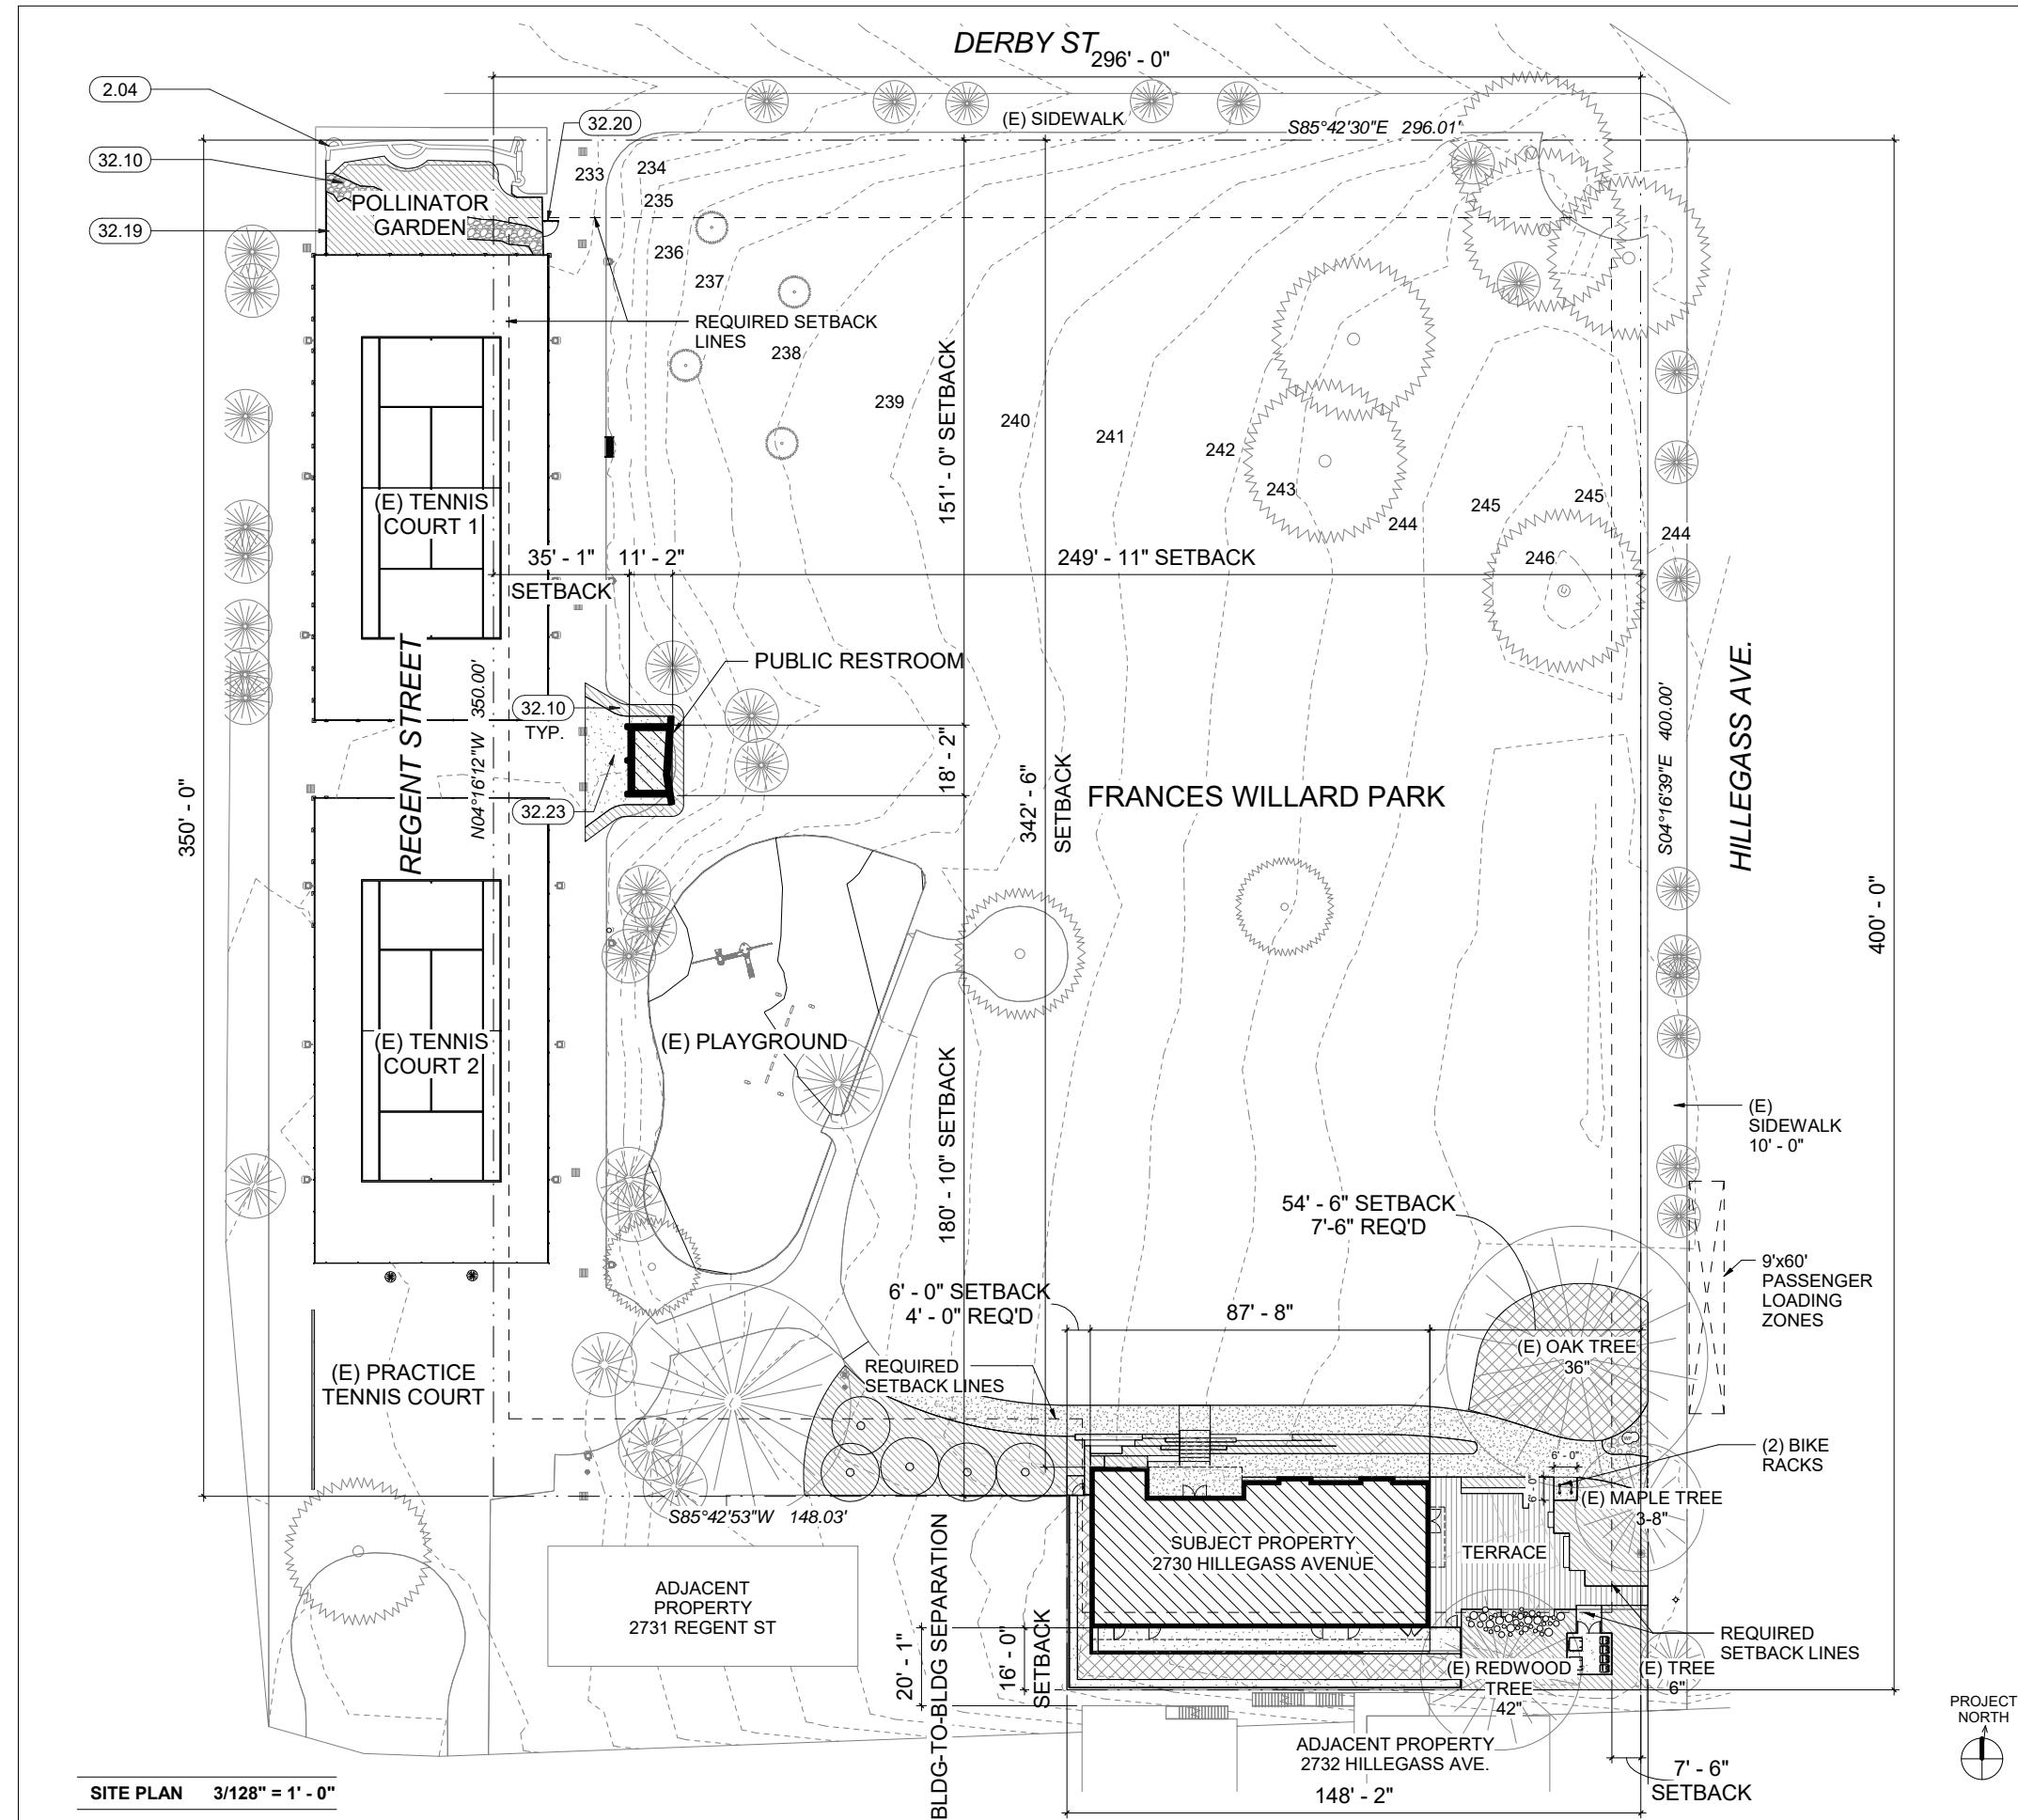 DERBY ST
296' - 0"
2.04
32.20
(E) SIDEWALK
S85°42'30"E 296.01'
32.10
233
234
235
POLLINATOR
GARDEN
32.19
236
237
REQUIRED SETBACK
LINES
238
239
240
241
242
243
244
245
245
246
244
151' - 0" SETBACK
(E) TENNIS
COURT 1
35' - 1"
SETBACK
11' - 2"
249' - 11" SETBACK
PUBLIC RESTROOM
32.10
TYP.
32.23
REGENT STREET
N04°16'12"W 350.00'
350' - 0"
18' - 2"
342' - 6"
SETBACK
FRANCES WILLARD PARK
S04°16'39"E 400.00'
HILLEGASS AVE.
400' - 0"
(E) TENNIS
COURT 2
(E) PLAYGROUND
180' - 10" SETBACK
(E)
SIDEWALK
10' - 0"
54' - 6" SETBACK
7'-6" REQ'D
9'x60'
PASSENGER
LOADING
ZONES
6' - 0" SETBACK
4' - 0" REQ'D
87' - 8"
(E) OAK TREE
36"
REQUIRED
SETBACK LINES
(E) PRACTICE
TENNIS COURT
(2) BIKE
RACKS
6' - 0"
6' - 0"
(E) MAPLE TREE
3-8"
S85°42'53"W 148.03'
SUBJECT PROPERTY
2730 HILLEGASS AVENUE
TERRACE
ADJACENT
PROPERTY
2731 REGENT ST
20' - 1"
BLDG-TO-BLDG SEPARATION
16' - 0"
SETBACK
REQUIRED
SETBACK LINES
(E) REDWOOD
TREE
42"
(E) TREE
6"
ADJACENT PROPERTY
2732 HILLEGASS AVE.
7' - 6"
SETBACK
148' - 2"
PROJECT
NORTH
SITE PLAN 3/128" = 1' - 0"